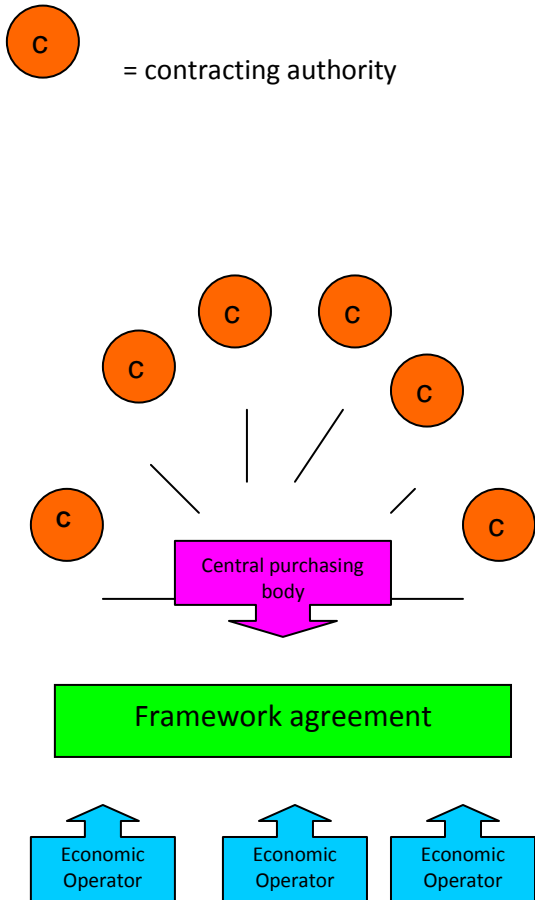 C
= contracting authority
C
C
C
C
C
C
Central purchasing
body
Framework agreement
Economic
Operator
Economic
Operator
Economic
Operator